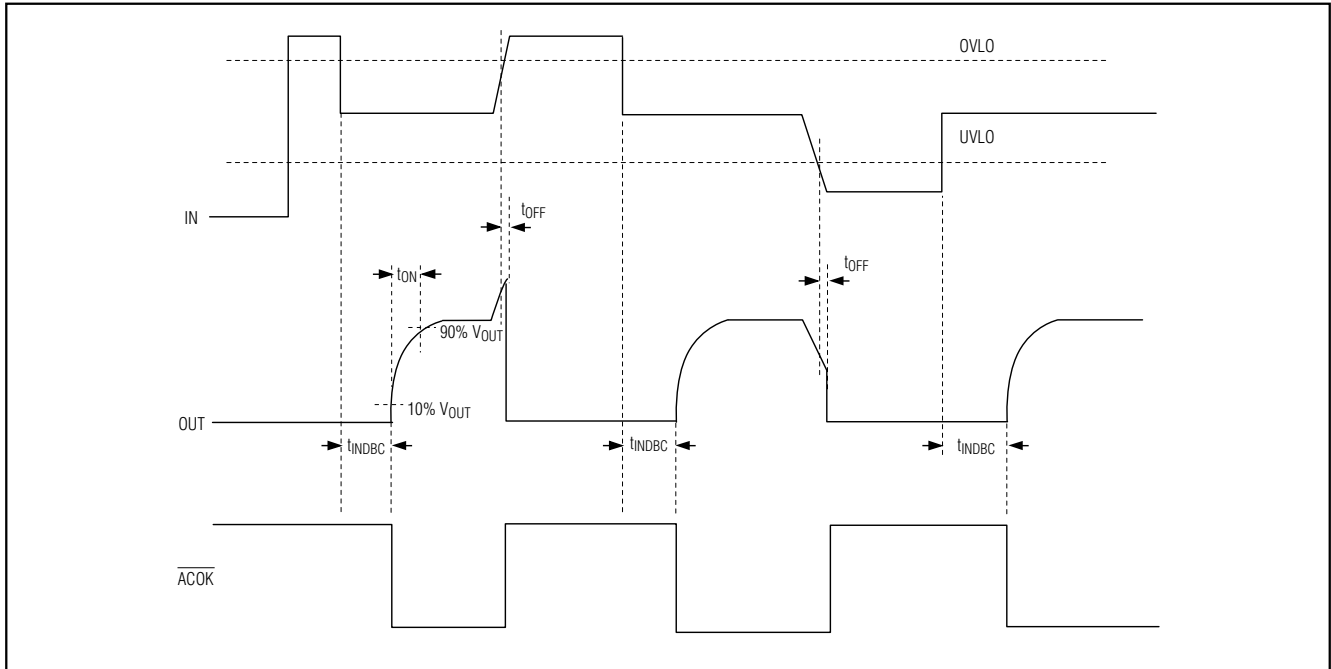 OVLO
UVLO
IN
tOFF
tOFF
tON
90% VOUT
10% VOUT
OUT
tINDBC
tINDBC
tINDBC
ACOK